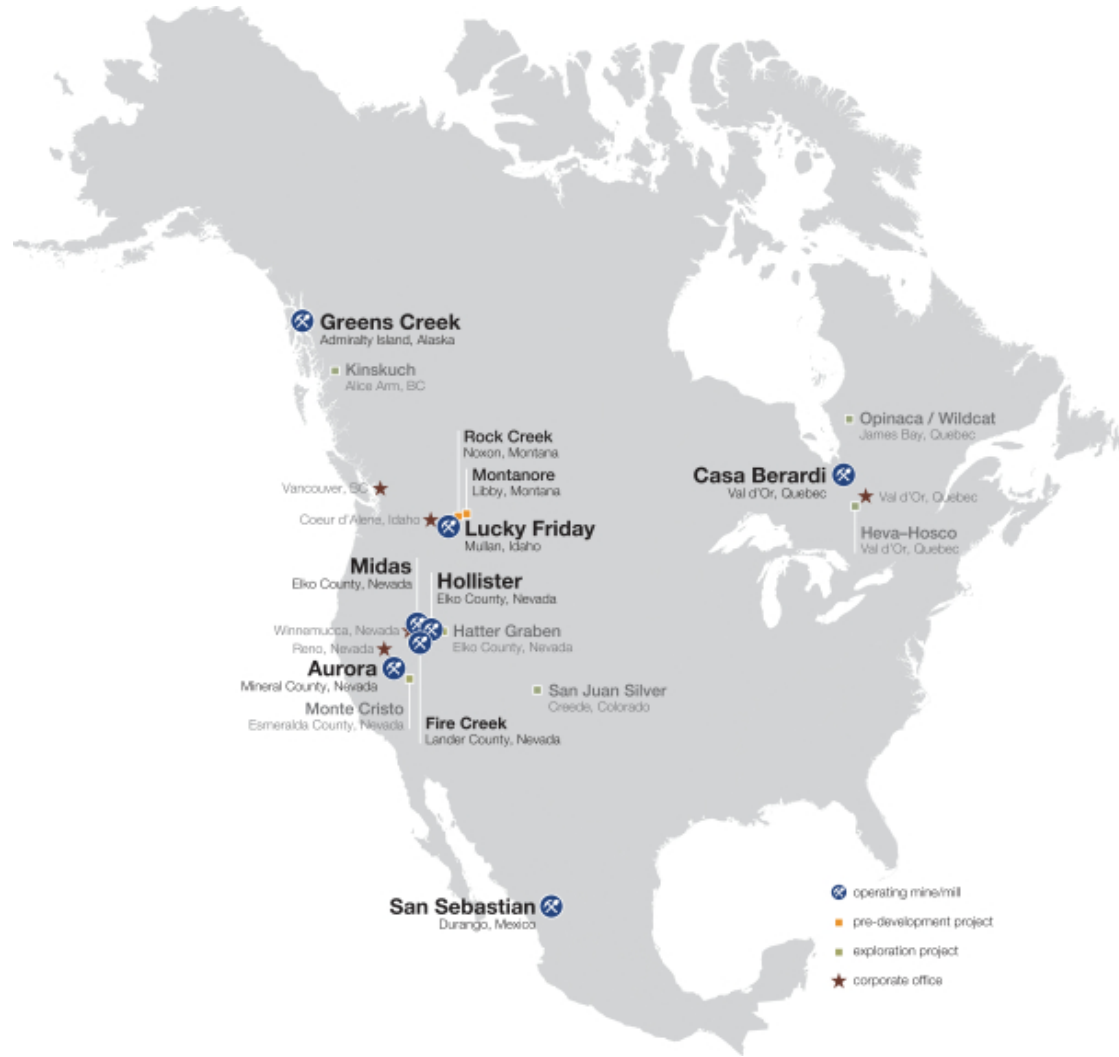 Greens Creek
Admiralty Island, Alaska
Kinskuch
Alice Arm, BC
Rock Creek
Noxon, Montana
Montanore
Libby, Montana
Vancouver, BC
Coeur d'Alene, Idaho
Lucky Friday
Mullan, Idaho
Opinaca / Wildcat
James Bay, Quebec
Casa Berardi
Val d'Or, Quebec
Val d'Or, Quebec
Heva–Hosco
Val d'Or, Quebec
Midas
Elko County, Nevada
Hollister
Elko County, Nevada
Winnemucca, Nevada
Hatter Graben
Elko County, Nevada
Reno, Nevada
Aurora
Mineral County, Nevada
Monte Cristo
Esmeralda County, Nevada
Fire Creek
Lander County, Nevada
San Juan Silver
Creede, Colorado
San Sebastian
Durango, Mexico
operating mine/mill
pre-development project
exploration project
corporate office